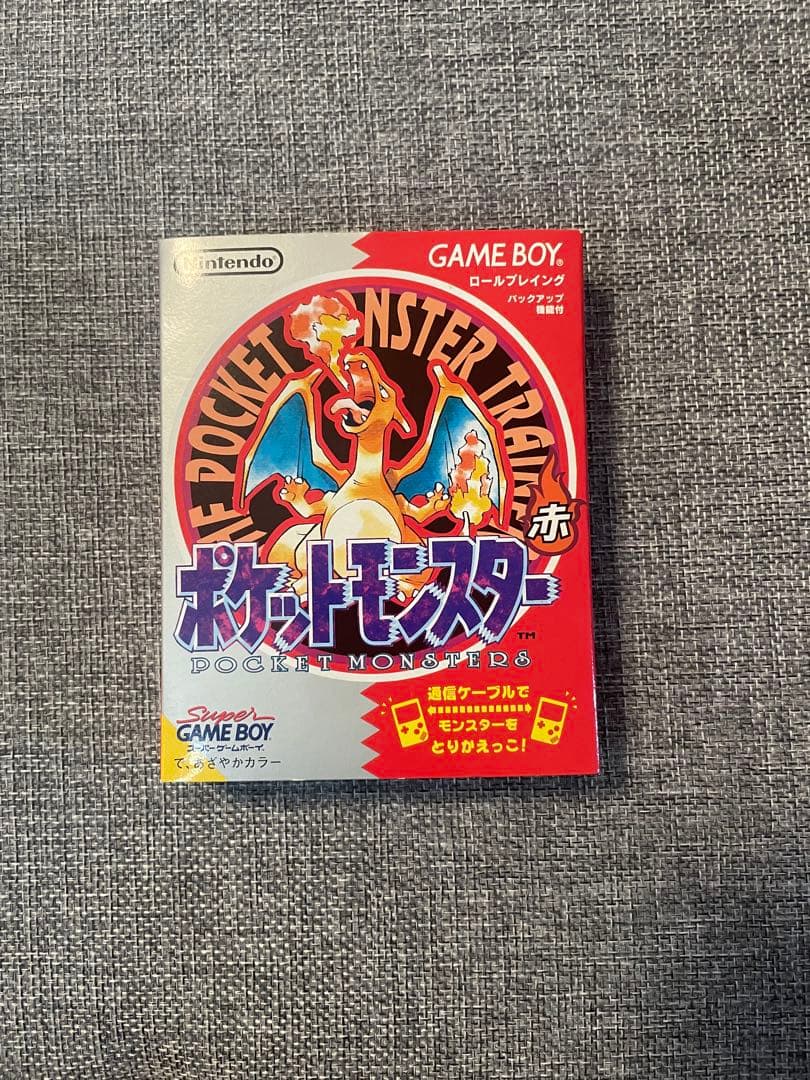 Nintendo
GAME BOY®
ロールプレイング
バックアップ
機能付
POCKET MONSTER TRAIN
赤
ポケットモンスター
TM
POCKET MONSTERS
Super
GAME BOY
スーパーゲームボーイ
で、あざやかカラー
通信ケーブルで
モンスターを
とりかえっこ!